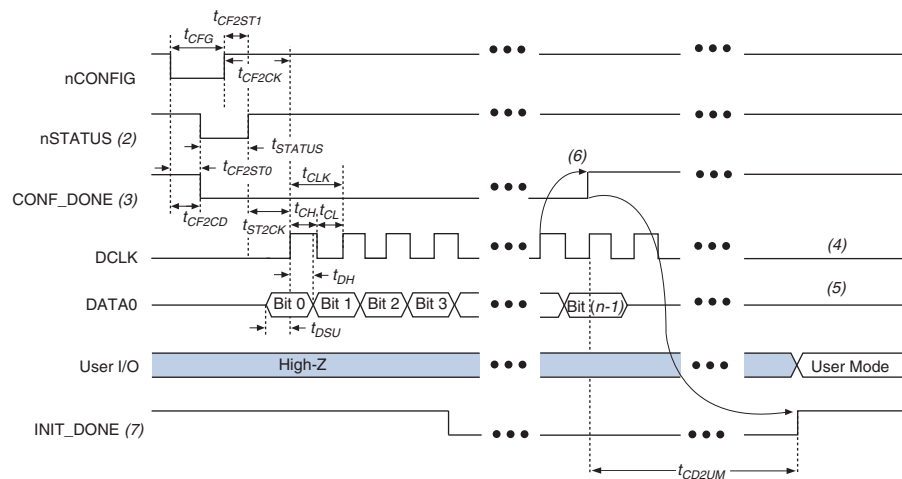 tCF2ST1
tCFG
nCONFIG
tCF2CK
nSTATUS (2)
tSTATUS
tCF2ST0
tCLK
(6)
CONF_DONE (3)
tCF2CD
tST2CK
tCH
tCL
DCLK
(4)
tDH
DATA0
Bit 0
Bit 1
Bit 2
Bit 3
Bit (n-1)
(5)
tDSU
User I/O
High-Z
User Mode
INIT_DONE (7)
tCD2UM